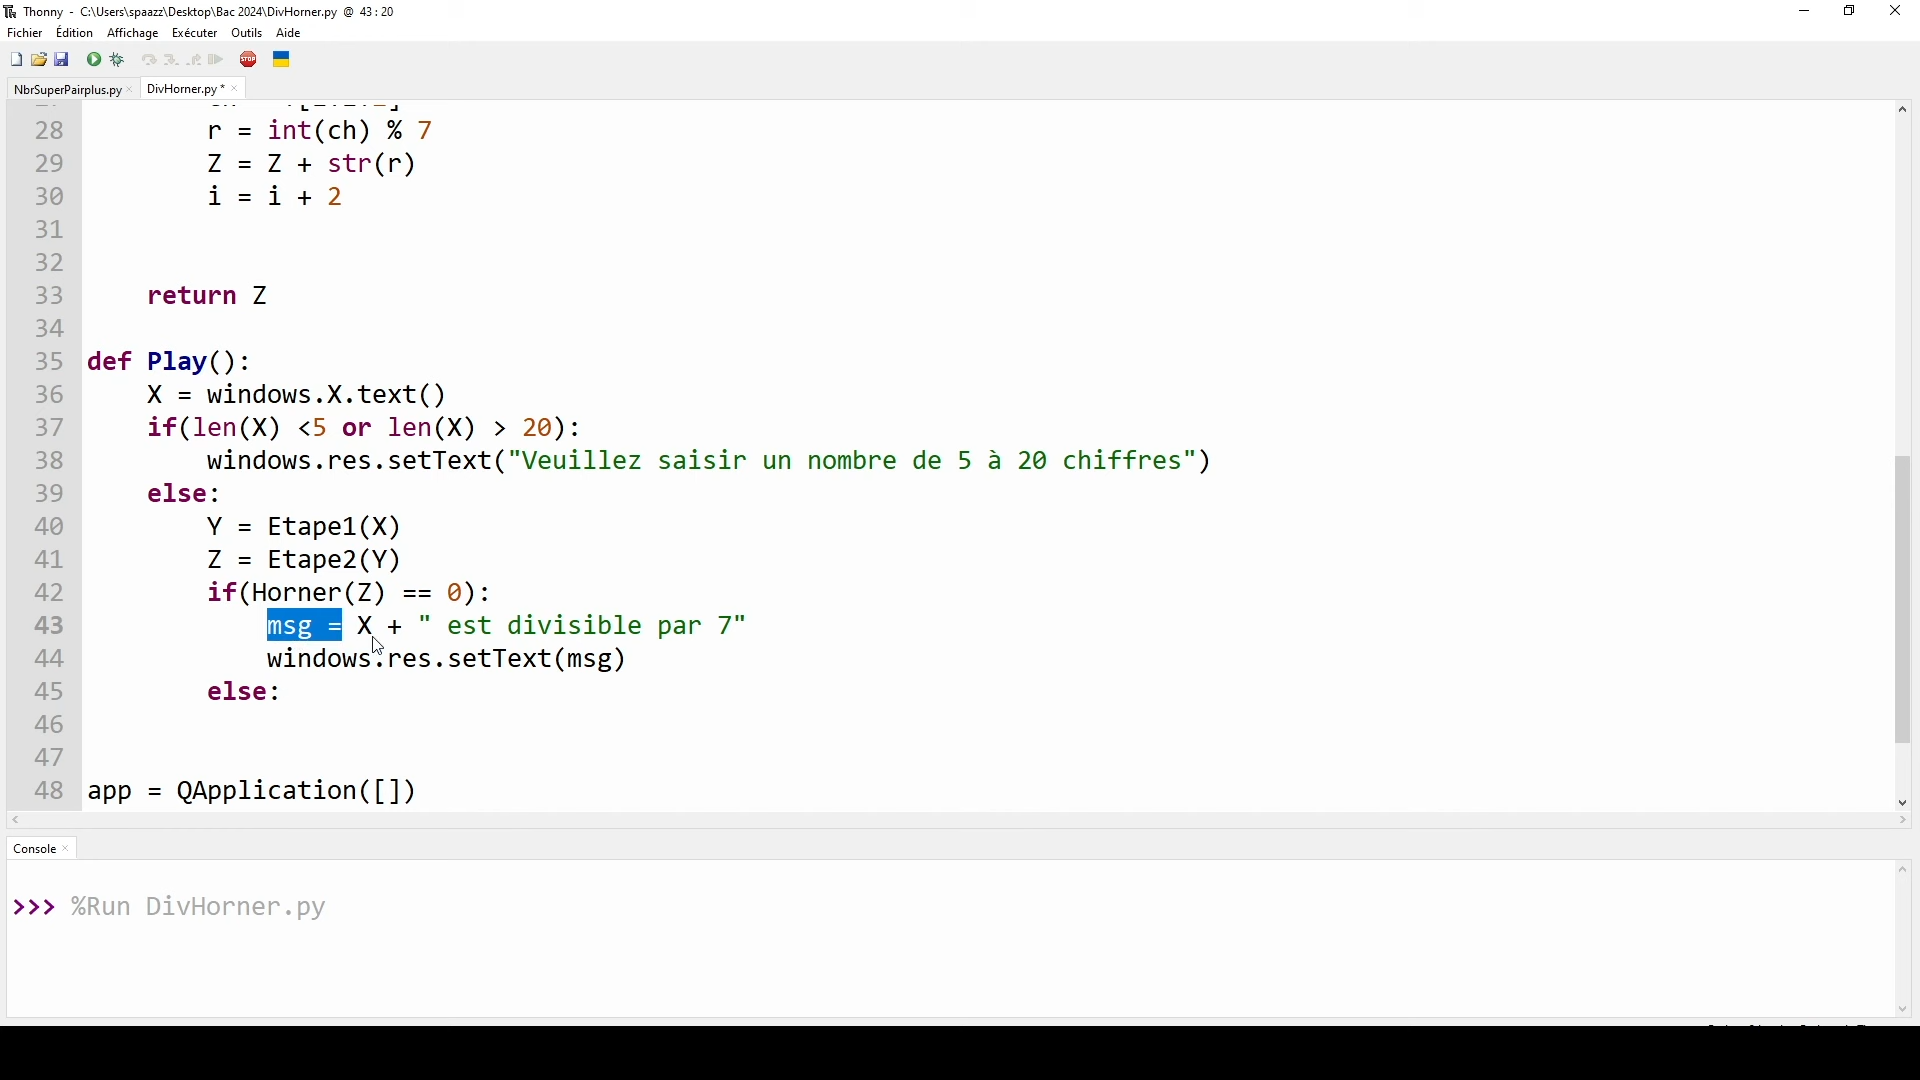 Thonny - C:\Users\spaazz\Desktop\Bac 2024\DivHorner.py @ 43 : 20
Fichier Édition Affichage Exécuter Outils Aide
STOP
NbrSuperPairplus.py × DivHorner.py * ×
28 r = int(ch) % 7
29 Z = Z + str(r)
30 i = i + 2
31
32
33 return Z
34
35 def Play():
36 X = windows.X.text()
37 if(len(X) <5 or len(X) > 20):
38 windows.res.setText("Veuillez saisir un nombre de 5 à 20 chiffres")
39 else:
40 Y = Etape1(X)
41 Z = Etape2(Y)
42 if(Horner(Z) == 0):
43 msg = X + " est divisible par 7"
44 windows.res.setText(msg)
45 else:
46
47
48 app = QApplication([])
Console ×
>>> %Run DivHorner.py